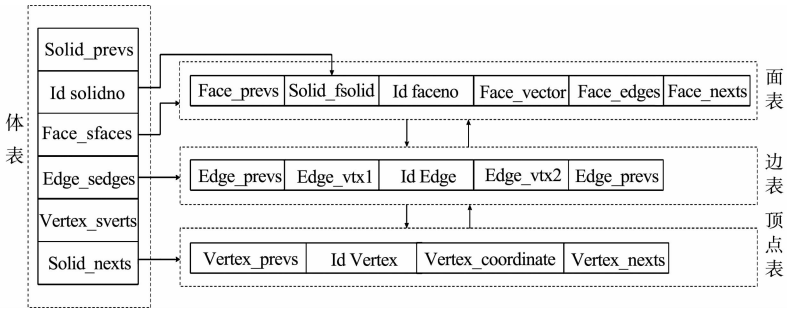 体表
Solid_prevs
Id solidno
Face_sfaces
Edge_sedges
Vertex_sverts
Solid_nexts
Face_prevs Solid_fsolid Id faceno Face_vector Face_edges Face_nexts
面表
Edge_prevs Edge_vtx1 Id Edge Edge_vtx2 Edge_prevs
边表
Vertex_prevs Id Vertex Vertex_coordinate Vertex_nexts
顶点表